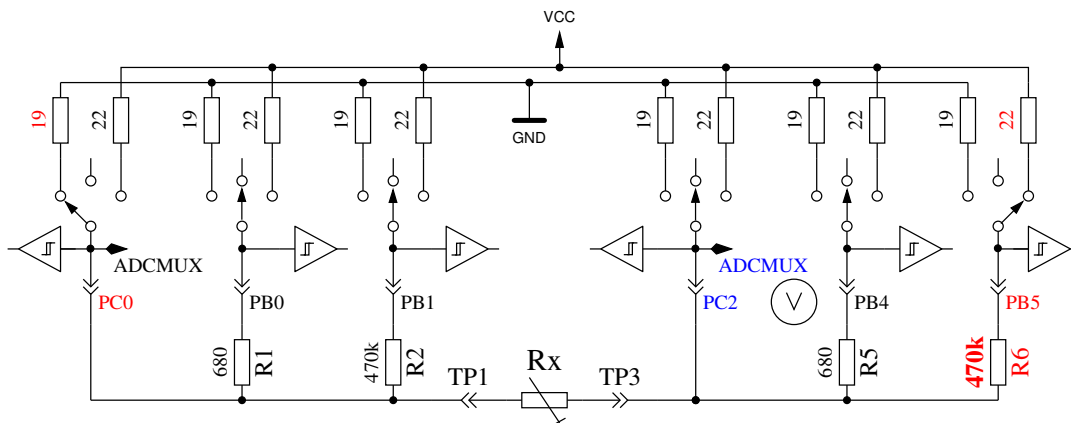 VCC
GND
19
22
19
22
19
22
19
22
19
22
19
22
ADCMUX
ADCMUX
PC0
PB0
PB1
PC2
V
PB4
PB5
680
R1
470k
R2
TP1
Rx
TP3
680
R5
470k
R6